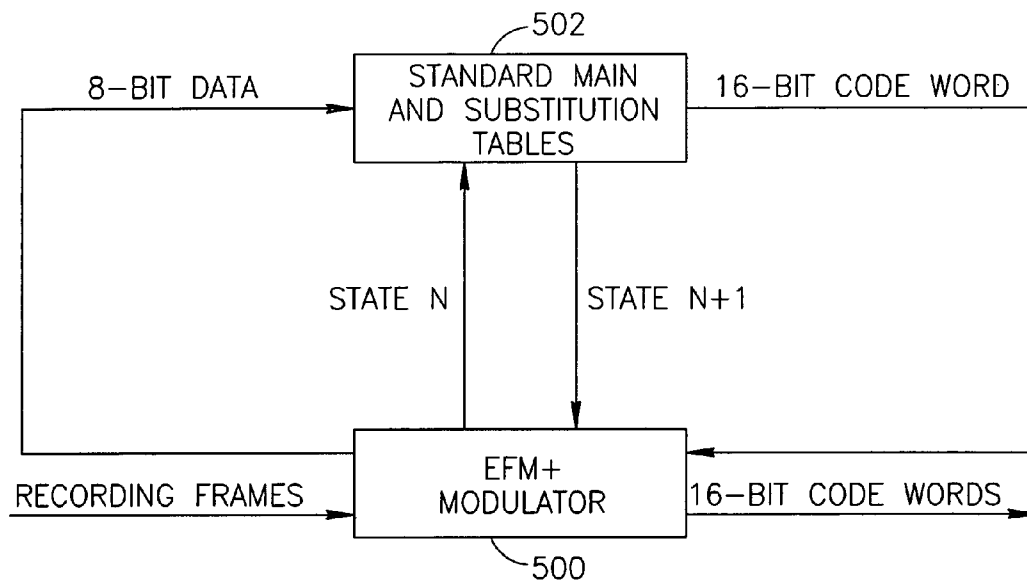 502
8-BIT DATA
STANDARD MAIN
AND SUBSTITUTION
TABLES
16-BIT CODE WORD
STATE N
STATE N+1
EFM+
MODULATOR
RECORDING FRAMES
16-BIT CODE WORDS
500